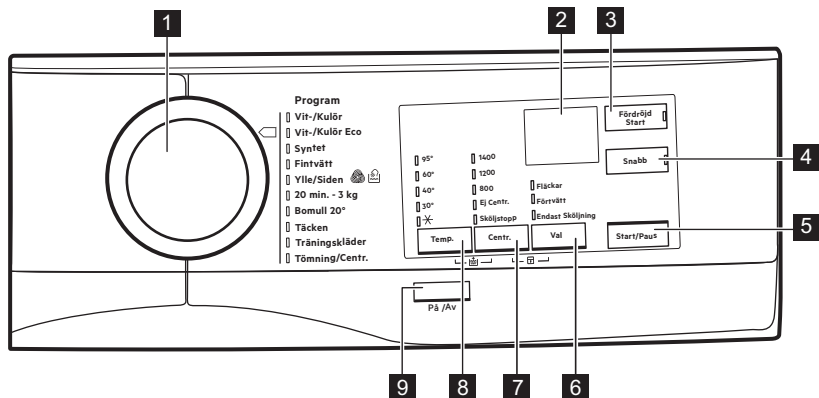 1
2
3
4
5
6
7
8
9
Program
Vit-/Kulör
Vit-/Kulör Eco
Syntet
Fintvätt
Ylle/Siden
20 min. - 3 kg
Bomull 20°
Täcken
Träningskläder
Tömning/Centr.
95°
60°
40°
30°
1400
1200
800
Ej Centr.
Sköljstopp
Fläckar
Förtvätt
Endast Sköljning
Temp.
Centr.
Val
Fördröjd
Start
Snabb
Start/Paus
På /Av